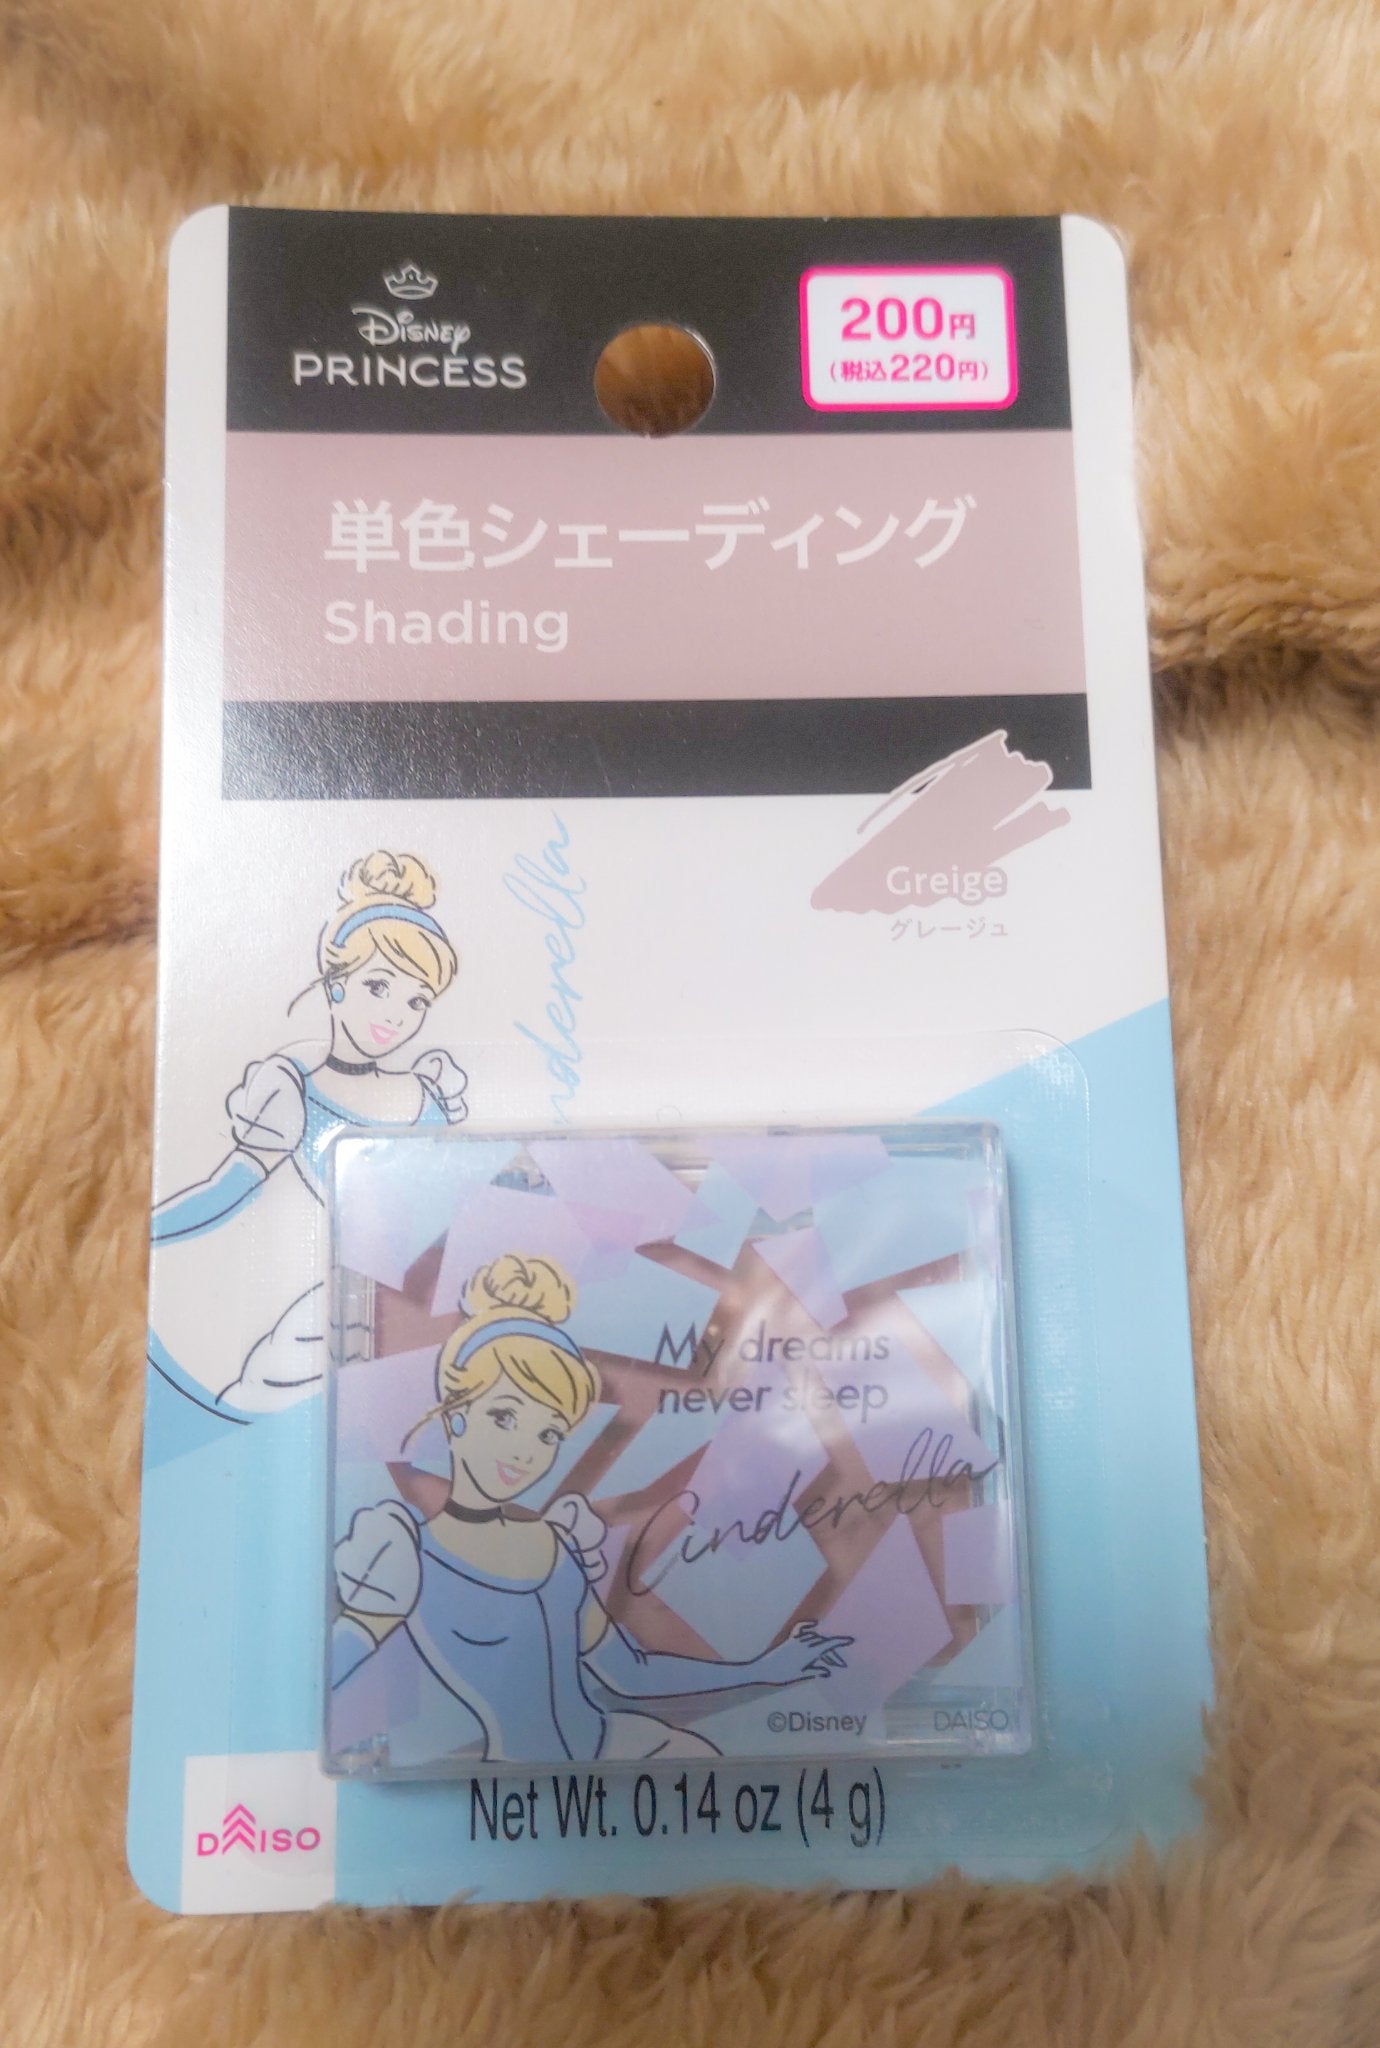 Disney
PRINCESS
200円
(税込220円)
単色シェーディング
Shading
Greige
グレージュ
nderella
My dreams
never sleep
Cinderella
©Disney
DAISO
Net Wt. 0.14 oz (4 g)
DAISO